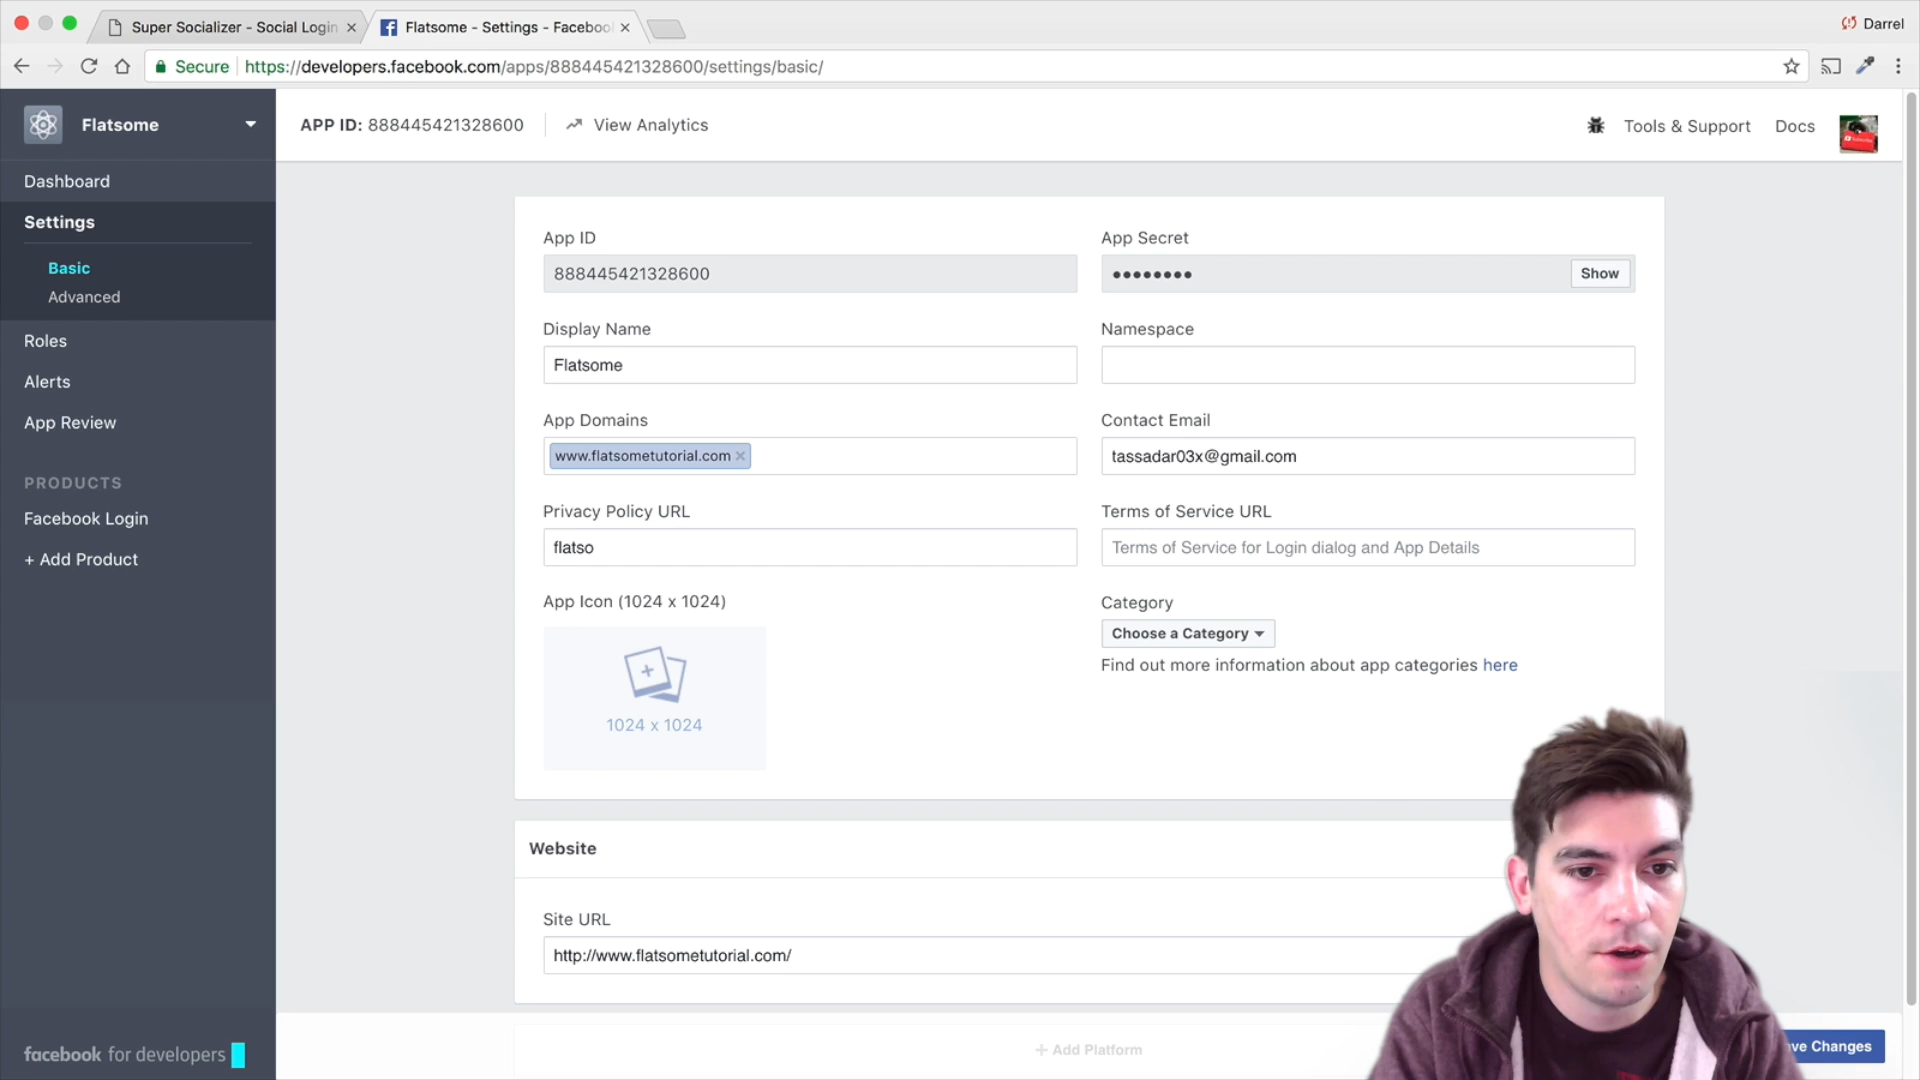 Super Socializer - Social Login
Flatsome - Settings - Facebook
Darrel
Secure
https://developers.facebook.com/apps/888445421328600/settings/basic/
Flatsome
APP ID: 888445421328600
View Analytics
Tools & Support
Docs
Dashboard
Settings
Basic
Advanced
Roles
Alerts
App Review
PRODUCTS
Facebook Login
+ Add Product
facebook for developers
App ID
888445421328600
App Secret
••••••••
Show
Display Name
Flatsome
Namespace
App Domains
www.flatsometutorial.com
Contact Email
tassadar03x@gmail.com
Privacy Policy URL
flatso
Terms of Service URL
Terms of Service for Login dialog and App Details
App Icon (1024 x 1024)
1024 x 1024
Category
Choose a Category
Find out more information about app categories here
Website
Site URL
http://www.flatsometutorial.com/
+ Add Platform
ve Changes